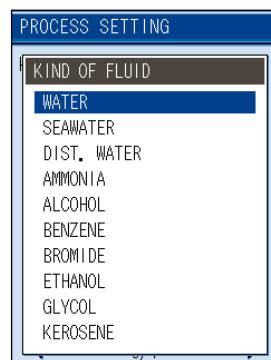 PROCESS SETTING
KIND OF FLUID
WATER
SEAWATER
DIST. WATER
AMMONIA
ALCOHOL
BENZENE
BROMIDE
ETHANOL
GLYCOL
KEROSENE